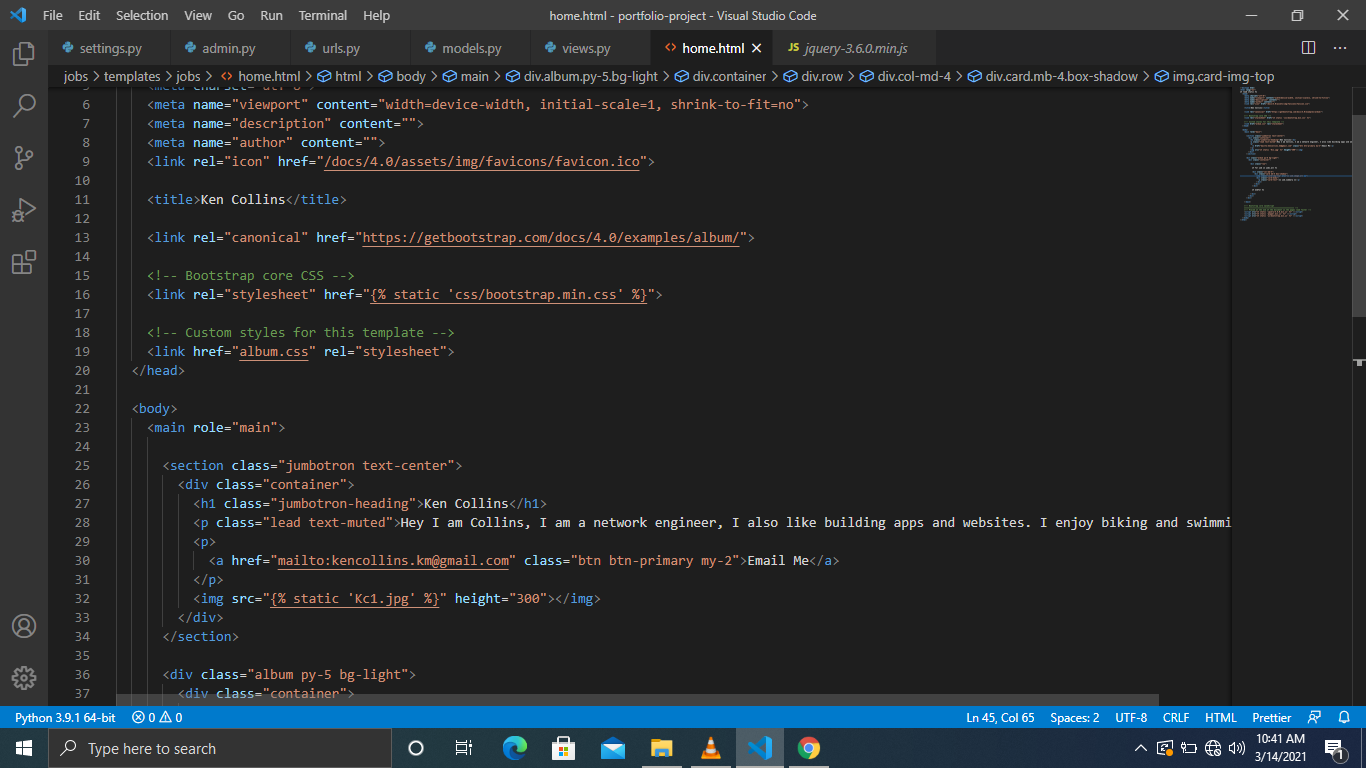 File Edit Selection View Go Run Terminal Help home.html - portfolio-project - Visual Studio Code
settings.py admin.py urls.py models.py views.py home.html JS jquery-3.6.0.min.js
jobs > templates > jobs > home.html > html > body > main > div.album.py-5.bg-light > div.container > div.row > div.col-md-4 > div.card.mb-4.box-shadow > img.card-img-top
6 <meta name="viewport" content="width=device-width, initial-scale=1, shrink-to-fit=no">
7 <meta name="description" content="">
8 <meta name="author" content="">
9 <link rel="icon" href="/docs/4.0/assets/img/favicons/favicon.ico">
10
11 <title>Ken Collins</title>
12
13 <link rel="canonical" href="https://getbootstrap.com/docs/4.0/examples/album/">
14
15 <!-- Bootstrap core CSS -->
16 <link rel="stylesheet" href="{% static 'css/bootstrap.min.css' %}">
17
18 <!-- Custom styles for this template -->
19 <link href="album.css" rel="stylesheet">
20 </head>
21
22 <body>
23 <main role="main">
24
25 <section class="jumbotron text-center">
26 <div class="container">
27 <h1 class="jumbotron-heading">Ken Collins</h1>
28 <p class="lead text-muted">Hey I am Collins, I am a network engineer, I also like building apps and websites. I enjoy biking and swimmi
29 <p>
30 <a href="mailto:kencollins.km@gmail.com" class="btn btn-primary my-2">Email Me</a>
31 </p>
32 <img src="{% static 'Kc1.jpg' %}" height="300"></img>
33 </div>
34 </section>
35
36 <div class="album py-5 bg-light">
37 <div class="container">
Python 3.9.1 64-bit 0 0 Ln 45, Col 65 Spaces: 2 UTF-8 CRLF HTML Prettier
Type here to search 10:41 AM
3/14/2021 1